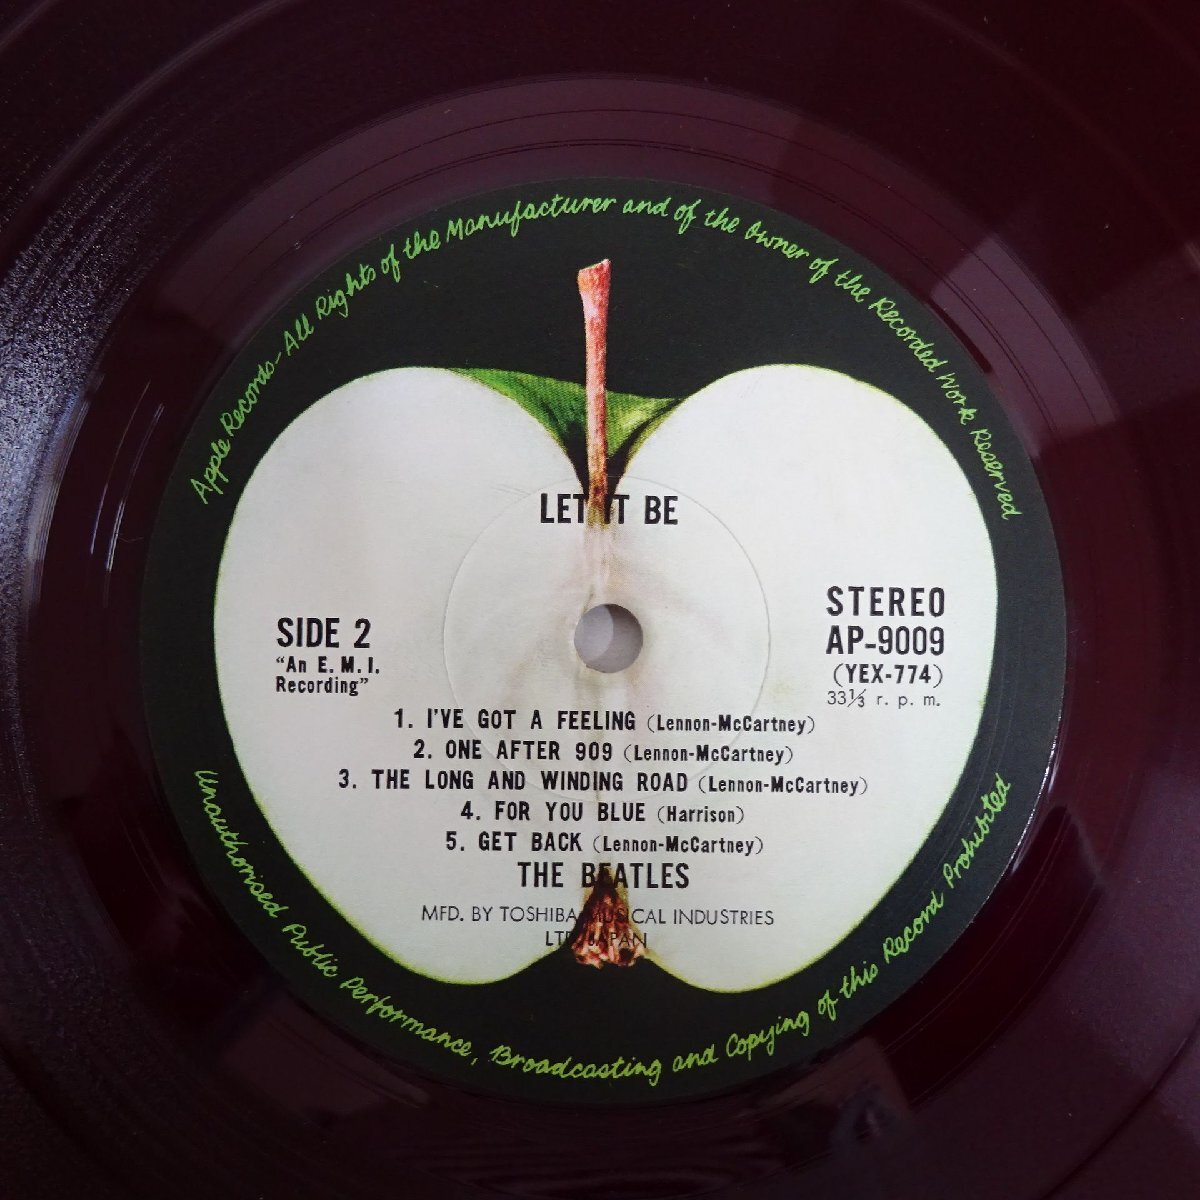 Apple Records-All Rights of the Manufacturer and of the Owner of the Recorded Work Reserved
LET IT BE
SIDE 2
“An E.M.I.
Recording”
STEREO
AP-9009
(YEX-774)
33⅓ r. p. m.
1. I'VE GOT A FEELING (Lennon-McCartney)
2. ONE AFTER 909 (Lennon-McCartney)
3. THE LONG AND WINDING ROAD (Lennon-McCartney)
4. FOR YOU BLUE (Harrison)
5. GET BACK (Lennon-McCartney)
THE BEATLES
MFD. BY TOSHIBA MUSICAL INDUSTRIES
LTD. JAPAN
Unauthorised Public Performance, Broadcasting and Copying of this Record Prohibited